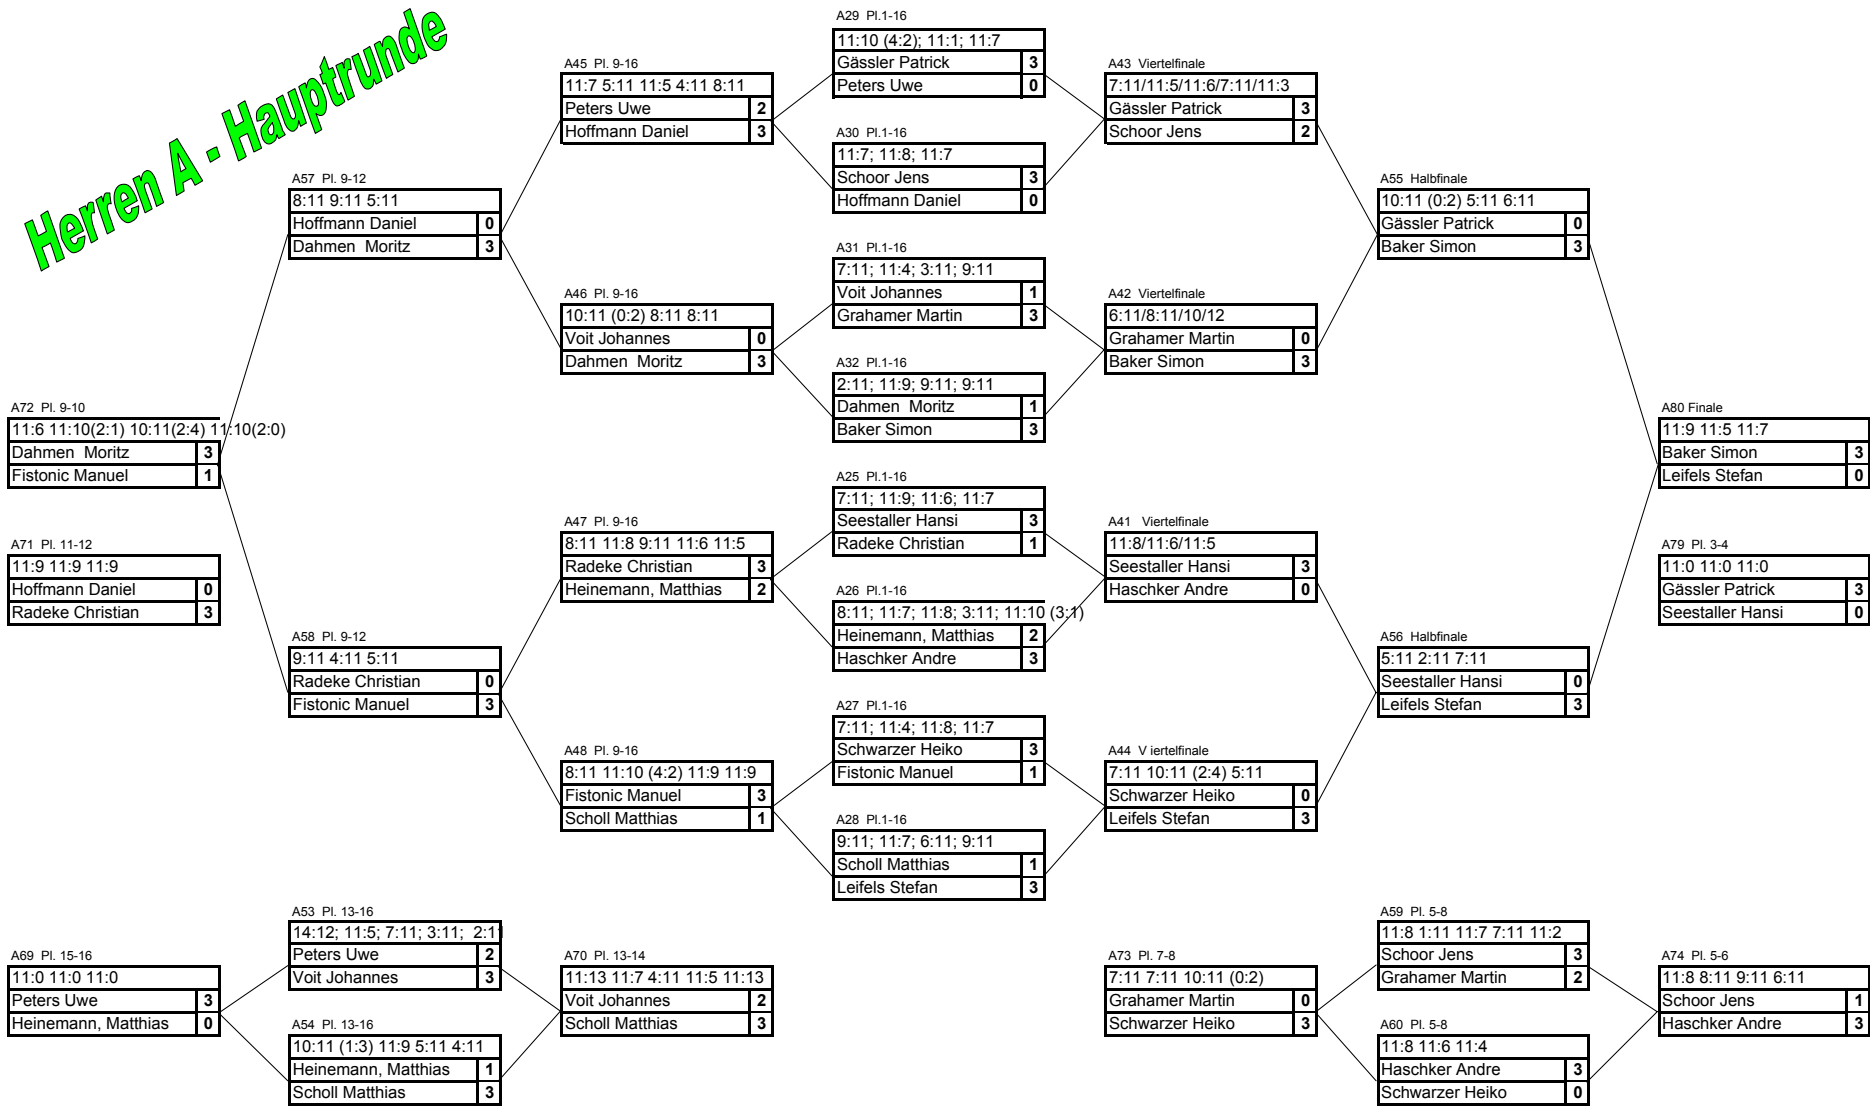 Herren A - Hauptrunde
A72 Pl. 9-10
11:6 11:10(2:1) 10:11(2:4) 11:10(2:0)
Dahmen Moritz 3
Fistonic Manuel 1
A71 Pl. 11-12
11:9 11:9 11:9
Hoffmann Daniel 0
Radeke Christian 3
A57 Pl. 9-12
8:11 9:11 5:11
Hoffmann Daniel 0
Dahmen Moritz 3
A58 Pl. 9-12
9:11 4:11 5:11
Radeke Christian 0
Fistonic Manuel 3
A45 Pl. 9-16
11:7 5:11 11:5 4:11 8:11
Peters Uwe 2
Hoffmann Daniel 3
A46 Pl. 9-16
10:11 (0:2) 8:11 8:11
Voit Johannes 0
Dahmen Moritz 3
A47 Pl. 9-16
8:11 11:8 9:11 11:6 11:5
Radeke Christian 3
Heinemann, Matthias 2
A48 Pl. 9-16
8:11 11:10 (4:2) 11:9 11:9
Fistonic Manuel 3
Scholl Matthias 1
A29 Pl.1-16
11:10 (4:2); 11:1; 11:7
Gässler Patrick 3
Peters Uwe 0
A30 Pl.1-16
11:7; 11:8; 11:7
Schoor Jens 3
Hoffmann Daniel 0
A31 Pl.1-16
7:11; 11:4; 3:11; 9:11
Voit Johannes 1
Grahamer Martin 3
A32 Pl.1-16
2:11; 11:9; 9:11; 9:11
Dahmen Moritz 1
Baker Simon 3
A25 Pl.1-16
7:11; 11:9; 11:6; 11:7
Seestaller Hansi 3
Radeke Christian 1
A26 Pl.1-16
8:11; 11:7; 11:8; 3:11; 11:10 (3:1)
Heinemann, Matthias 2
Haschker Andre 3
A27 Pl.1-16
7:11; 11:4; 11:8; 11:7
Schwarzer Heiko 3
Fistonic Manuel 1
A28 Pl.1-16
9:11; 11:7; 6:11; 9:11
Scholl Matthias 1
Leifels Stefan 3
A43 Viertelfinale
7:11/11:5/11:6/7:11/11:3
Gässler Patrick 3
Schoor Jens 2
A42 Viertelfinale
6:11/8:11/10/12
Grahamer Martin 0
Baker Simon 3
A41 Viertelfinale
11:8/11:6/11:5
Seestaller Hansi 3
Haschker Andre 0
A44 V iertelfinale
7:11 10:11 (2:4) 5:11
Schwarzer Heiko 0
Leifels Stefan 3
A55 Halbfinale
10:11 (0:2) 5:11 6:11
Gässler Patrick 0
Baker Simon 3
A56 Halbfinale
5:11 2:11 7:11
Seestaller Hansi 0
Leifels Stefan 3
A80 Finale
11:9 11:5 11:7
Baker Simon 3
Leifels Stefan 0
A79 Pl. 3-4
11:0 11:0 11:0
Gässler Patrick 3
Seestaller Hansi 0
A69 Pl. 15-16
11:0 11:0 11:0
Peters Uwe 3
Heinemann, Matthias 0
A53 Pl. 13-16
14:12; 11:5; 7:11; 3:11; 2:11
Peters Uwe 2
Voit Johannes 3
A54 Pl. 13-16
10:11 (1:3) 11:9 5:11 4:11
Heinemann, Matthias 1
Scholl Matthias 3
A70 Pl. 13-14
11:13 11:7 4:11 11:5 11:13
Voit Johannes 2
Scholl Matthias 3
A73 Pl. 7-8
7:11 7:11 10:11 (0:2)
Grahamer Martin 0
Schwarzer Heiko 3
A59 Pl. 5-8
11:8 1:11 11:7 7:11 11:2
Schoor Jens 3
Grahamer Martin 2
A60 Pl. 5-8
11:8 11:6 11:4
Haschker Andre 3
Schwarzer Heiko 0
A74 Pl. 5-6
11:8 8:11 9:11 6:11
Schoor Jens 1
Haschker Andre 3